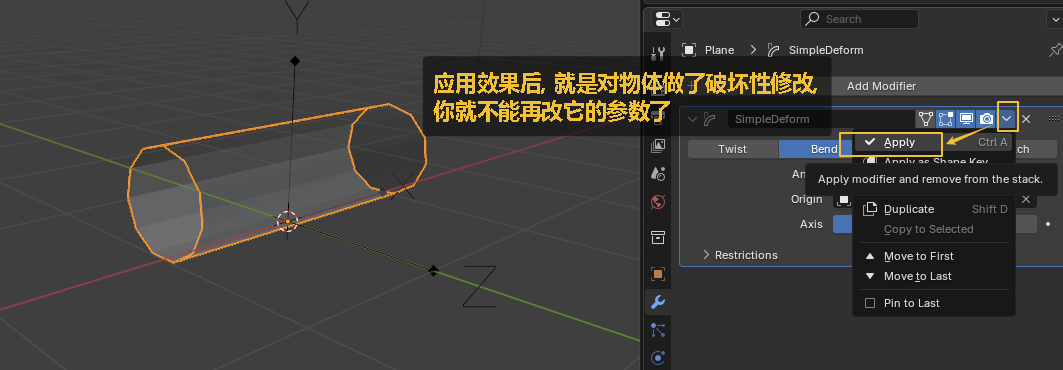 Y
Search
Plane > SimpleDeform
应用效果后, 就是对物体做了破坏性修改,
你就不能再改它的参数了
Add Modifier
SimpleDeform
Apply Ctrl A
Twist Bend ch
Apply as Shape Key
An
Apply modifier and remove from the stack.
Origin
Duplicate Shift D
Axis
Copy to Selected
Restrictions
Move to First
Move to Last
Pin to Last
X
Z